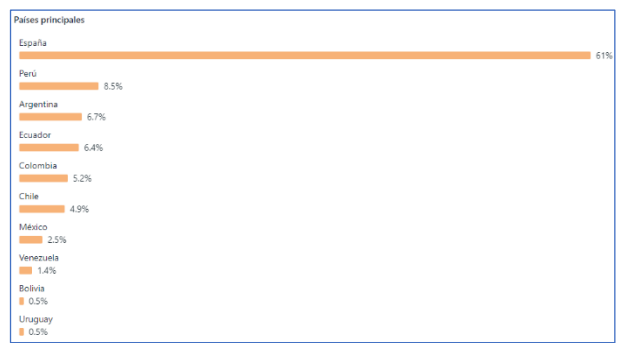 Países principales
España
61%
Perú
8.5%
Argentina
6.7%
Ecuador
6.4%
Colombia
5.2%
Chile
4.9%
México
2.5%
Venezuela
1.4%
Bolivia
0.5%
Uruguay
0.5%